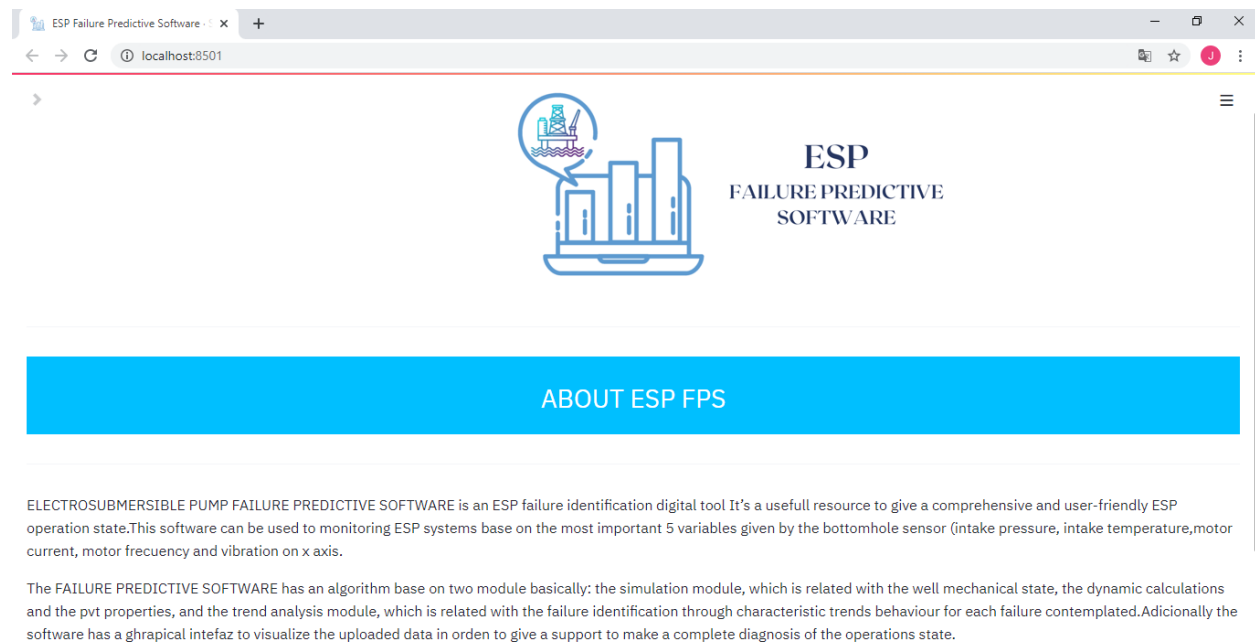 ESP Failure Predictive Software · S
localhost:8501
J
ESP
FAILURE PREDICTIVE
SOFTWARE
ABOUT ESP FPS
ELECTROSUBMERSIBLE PUMP FAILURE PREDICTIVE SOFTWARE is an ESP failure identification digital tool It's a usefull resource to give a comprehensive and user-friendly ESP
operation state.This software can be used to monitoring ESP systems base on the most important 5 variables given by the bottomhole sensor (intake pressure, intake temperature,motor
current, motor frecuency and vibration on x axis.
The FAILURE PREDICTIVE SOFTWARE has an algorithm base on two module basically: the simulation module, which is related with the well mechanical state, the dynamic calculations
and the pvt properties, and the trend analysis module, which is related with the failure identification through characteristic trends behaviour for each failure contemplated.Adicionally the
software has a ghrapical intefaz to visualize the uploaded data in orden to give a support to make a complete diagnosis of the operations state.